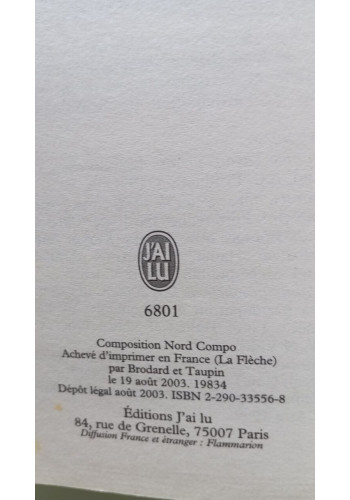 J'AI
LU
6801
Composition Nord Compo
Achevé d'imprimer en France (La Flèche)
par Brodard et Taupin
le 19 août 2003. 19834
Dépôt légal août 2003. ISBN 2-290-33556-8
Éditions J'ai lu
84, rue de Grenelle, 75007 Paris
Diffusion France et étranger : Flammarion